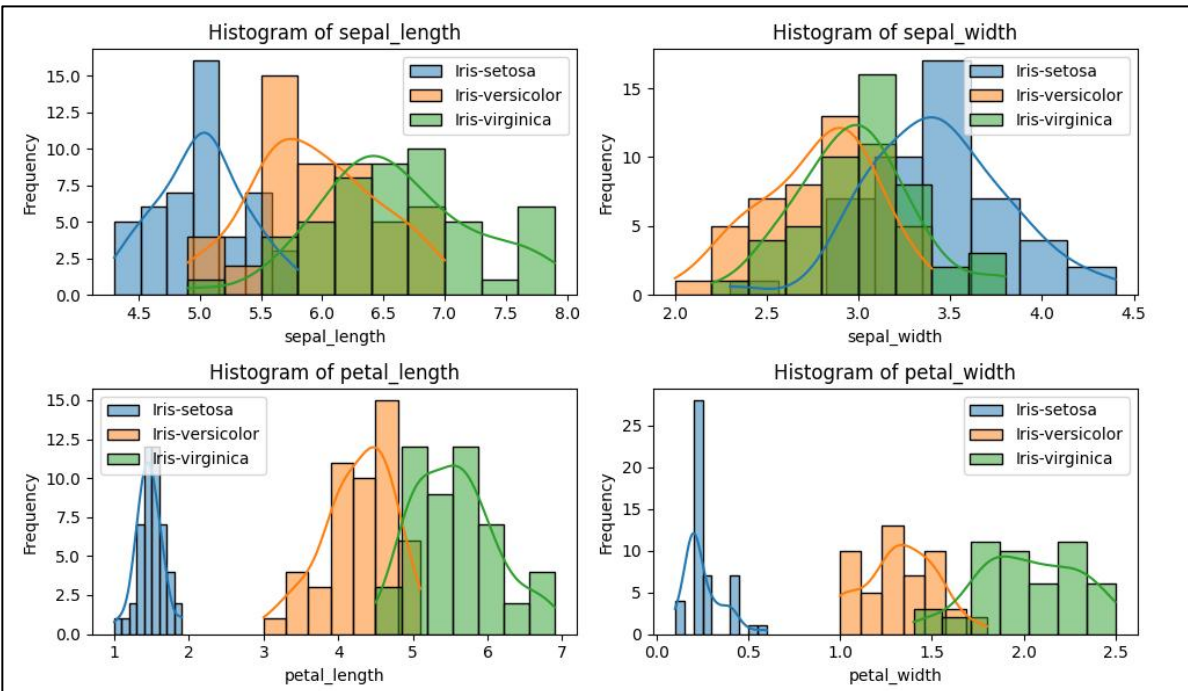 Histogram of sepal_length
Iris-setosa
Iris-versicolor
Iris-virginica
15.0
12.5
10.0
7.5
5.0
2.5
0.0
Frequency
4.5 5.0 5.5 6.0 6.5 7.0 7.5 8.0
sepal_length
Histogram of sepal_width
Iris-setosa
Iris-versicolor
Iris-virginica
15
10
5
0
Frequency
2.0 2.5 3.0 3.5 4.0 4.5
sepal_width
Histogram of petal_length
Iris-setosa
Iris-versicolor
Iris-virginica
15.0
12.5
10.0
7.5
5.0
2.5
0.0
Frequency
1 2 3 4 5 6 7
petal_length
Histogram of petal_width
Iris-setosa
Iris-versicolor
Iris-virginica
25
20
15
10
5
0
Frequency
0.0 0.5 1.0 1.5 2.0 2.5
petal_width